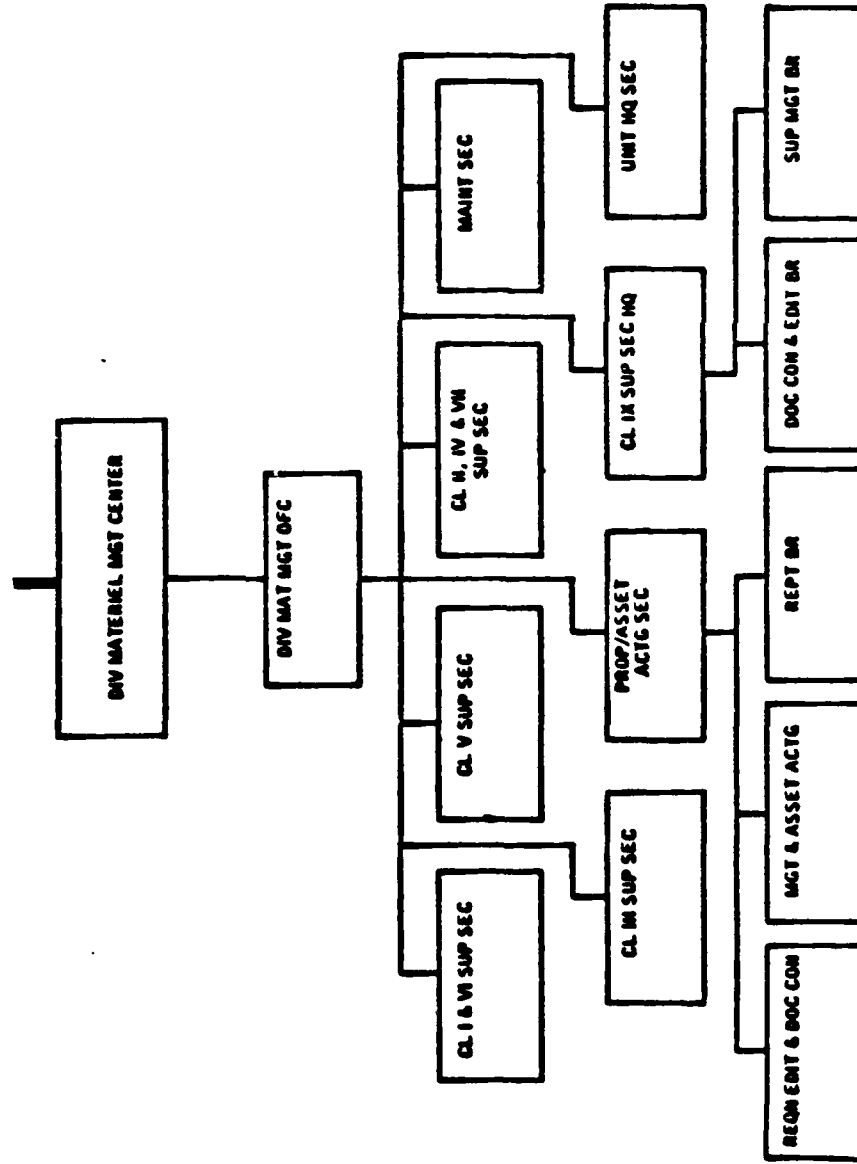 DIV MATERIEL MGT CENTER
DIV MAT MGT OFC
CL I & VI SUP SEC
CL V SUP SEC
CL II, IV & VII
SUP SEC
MAINT SEC
CL III SUP SEC
PROP/ASSET
ACTG SEC
CL IX SUP SEC HQ
UNIT HQ SEC
REQN EDIT & DOC CON
MGT & ASSET ACTG
REPT BR
DOC CON & EDIT BR
SUP MGT BR